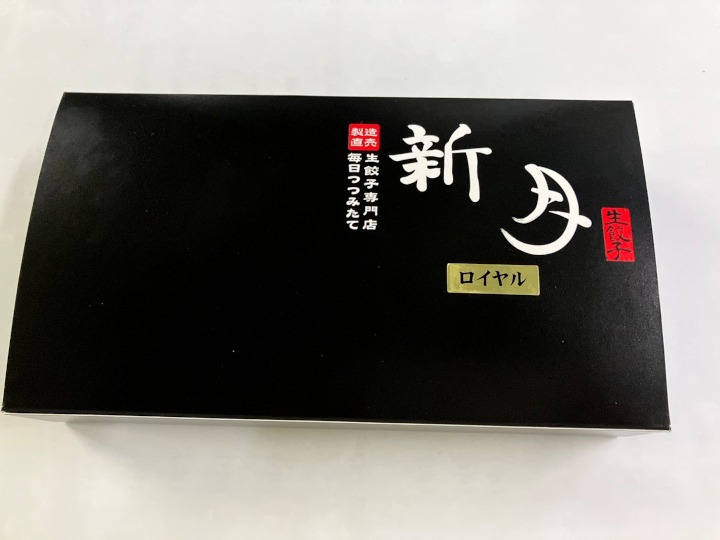 新月
生餃子
製造
直売
生餃子専門店
毎日つつみたて
ロイヤル